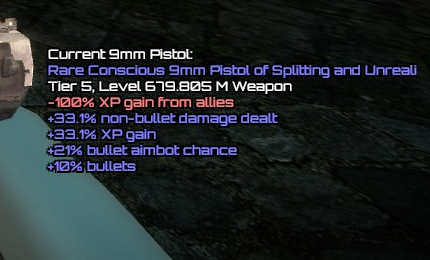 Current 9mm Pistol:
Rare Conscious 9mm Pistol of Splitting and Unreali
Tier 5, Level 679.805 M Weapon
-100% XP gain from allies
+33.1% non-bullet damage dealt
+33.1% XP gain
+21% bullet aimbot chance
+10% bullets